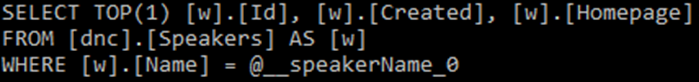 SELECT TOP(1) [w].[Id], [w].[Created], [w].[Homepage]
FROM [dnc].[Speakers] AS [w]
WHERE [w].[Name] = @__speakerName_0